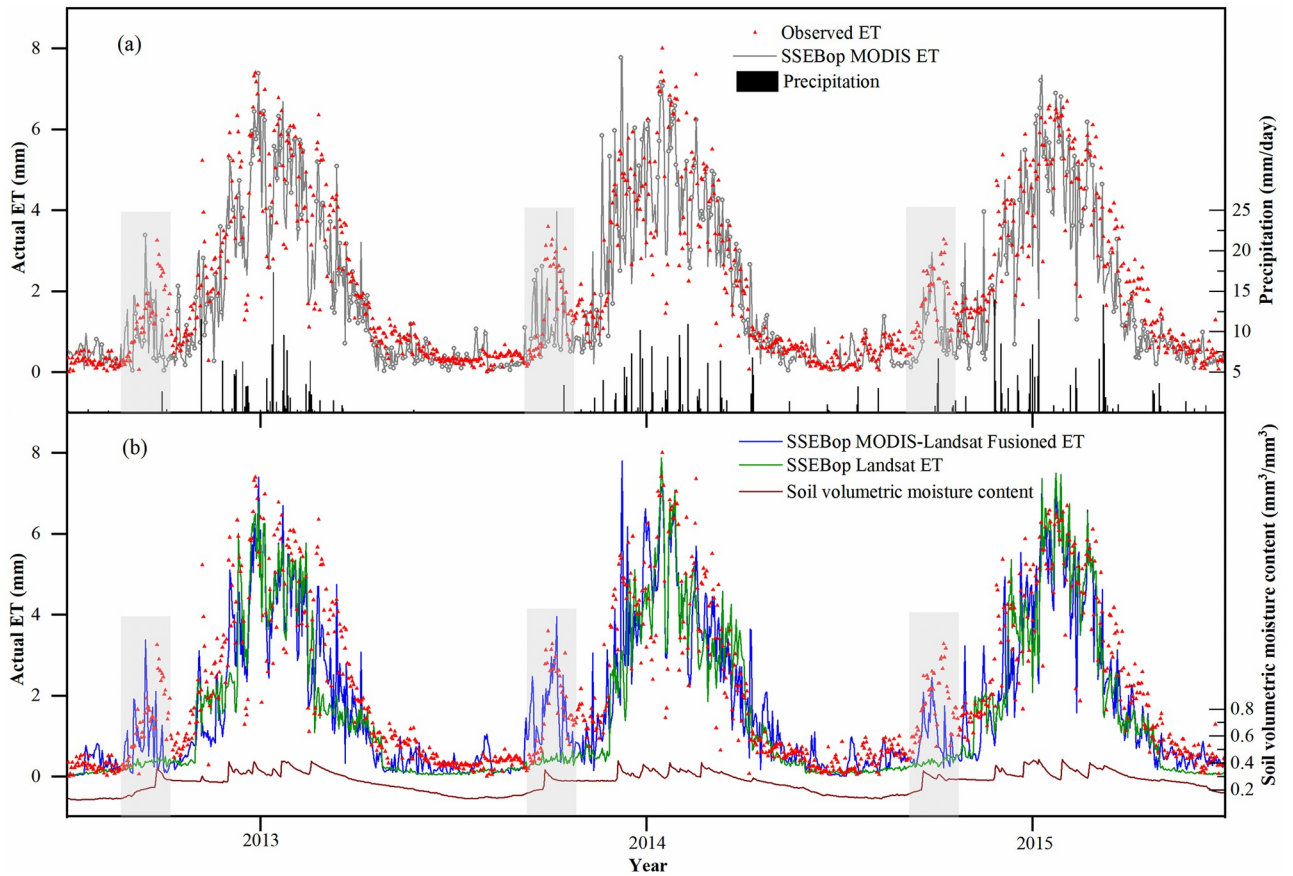 (a)
Observed ET
SSEBop MODIS ET
Precipitation
Actual ET (mm)
8
6
4
2
0
Precipitation (mm/day)
25
20
15
10
5
(b)
SSEBop MODIS-Landsat Fusioned ET
SSEBop Landsat ET
Soil volumetric moisture content
Actual ET (mm)
8
6
4
2
0
Soil volumetric moisture content (mm³/mm³)
0.8
0.6
0.4
0.2
2013 2014 2015
Year